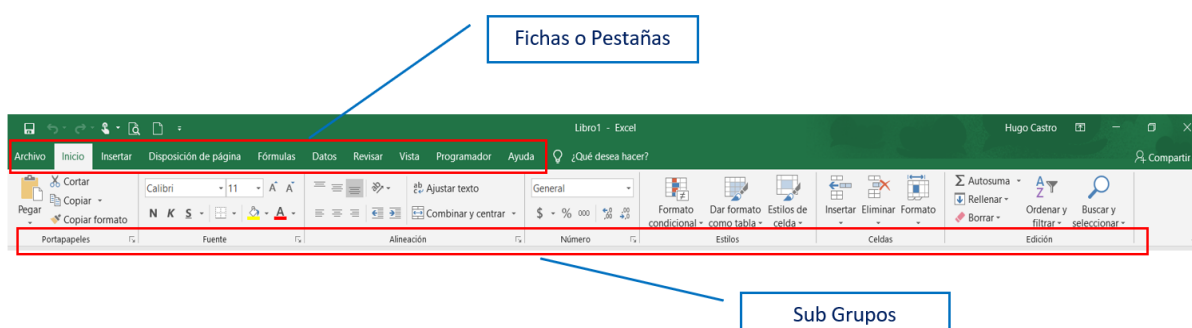 Fichas o Pestañas
Libro1 - Excel
Hugo Castro
Archivo Inicio Insertar Disposición de página Fórmulas Datos Revisar Vista Programador Ayuda ¿Qué desea hacer? Compartir
Pegar
Cortar
Copiar
Copiar formato
Calibri 11 A A
N K S A
ab Ajustar texto
Combinar y centrar
General
$ % 000
Formato condicional
Dar formato como tabla
Estilos de celda
Insertar Eliminar Formato
Autosuma
Rellenar
Borrar
Ordenar y filtrar
Buscar y seleccionar
Portapapeles Fuente Alineación Número Estilos Celdas Edición
Sub Grupos